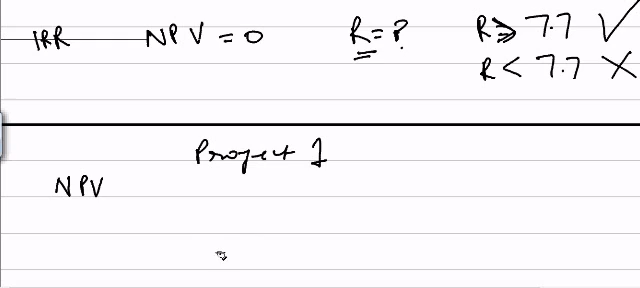 IRR NPV = 0 R = ? R ≥ 7.7 ✓
R < 7.7 X
Project 1
NPV